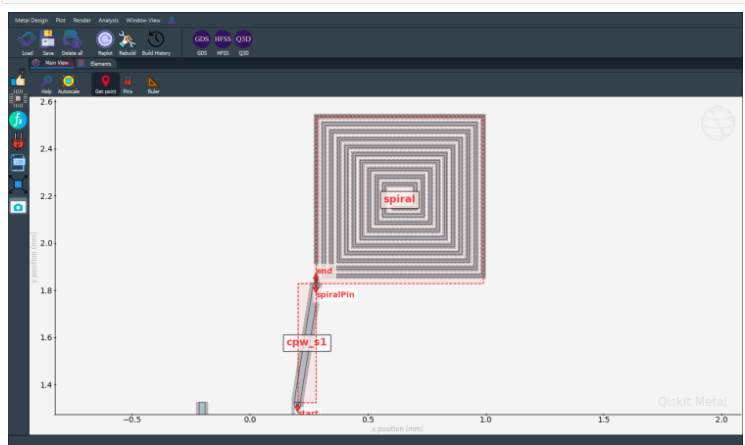 Metal Design Plot Render Analysis Window View
GDS HFSS Q3D
Load Save Delete all Replot Rebuild Build History GDS HFSS Q3D
Main View Elements
Help Autoscale Get point Pins Ruler
2.6
2.4
2.2
2.0
1.8
1.6
1.4
y position (mm)
spiral
end
spiralPin
cpw_s1
start
Qiskit Metal
−0.5 0.0 0.5 1.0 1.5 2.0
x position (mm)